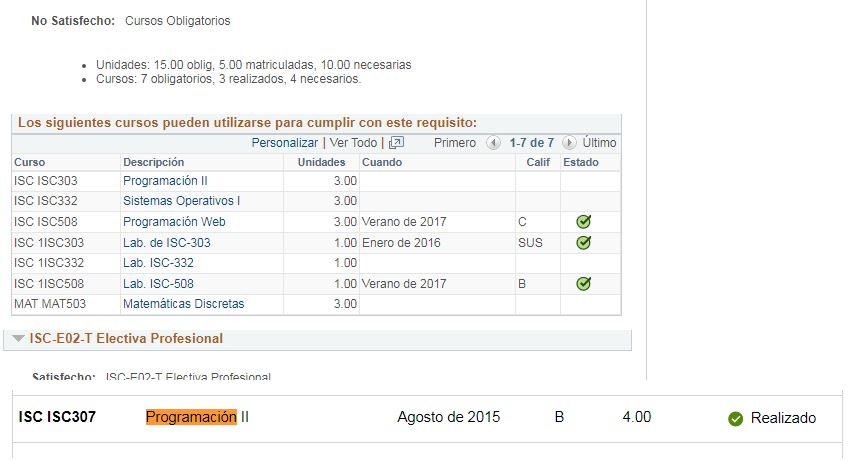 No Satisfecho: Cursos Obligatorios
Unidades: 15.00 oblig, 5.00 matriculadas, 10.00 necesarias
Cursos: 7 obligatorios, 3 realizados, 4 necesarios.
Los siguientes cursos pueden utilizarse para cumplir con este requisito:
Personalizar | Ver Todo | Primero 1-7 de 7 Último
Curso Descripción Unidades Cuando Calif Estado
ISC ISC303 Programación II 3.00
ISC ISC332 Sistemas Operativos I 3.00
ISC ISC508 Programación Web 3.00 Verano de 2017 C
ISC 1ISC303 Lab. de ISC-303 1.00 Enero de 2016 SUS
ISC 1ISC332 Lab. ISC-332 1.00
ISC 1ISC508 Lab. ISC-508 1.00 Verano de 2017 B
MAT MAT503 Matemáticas Discretas 3.00
ISC-E02-T Electiva Profesional
Satisfecho: ISC-E02-T Electiva Profesional
ISC ISC307 Programación II Agosto de 2015 B 4.00 Realizado